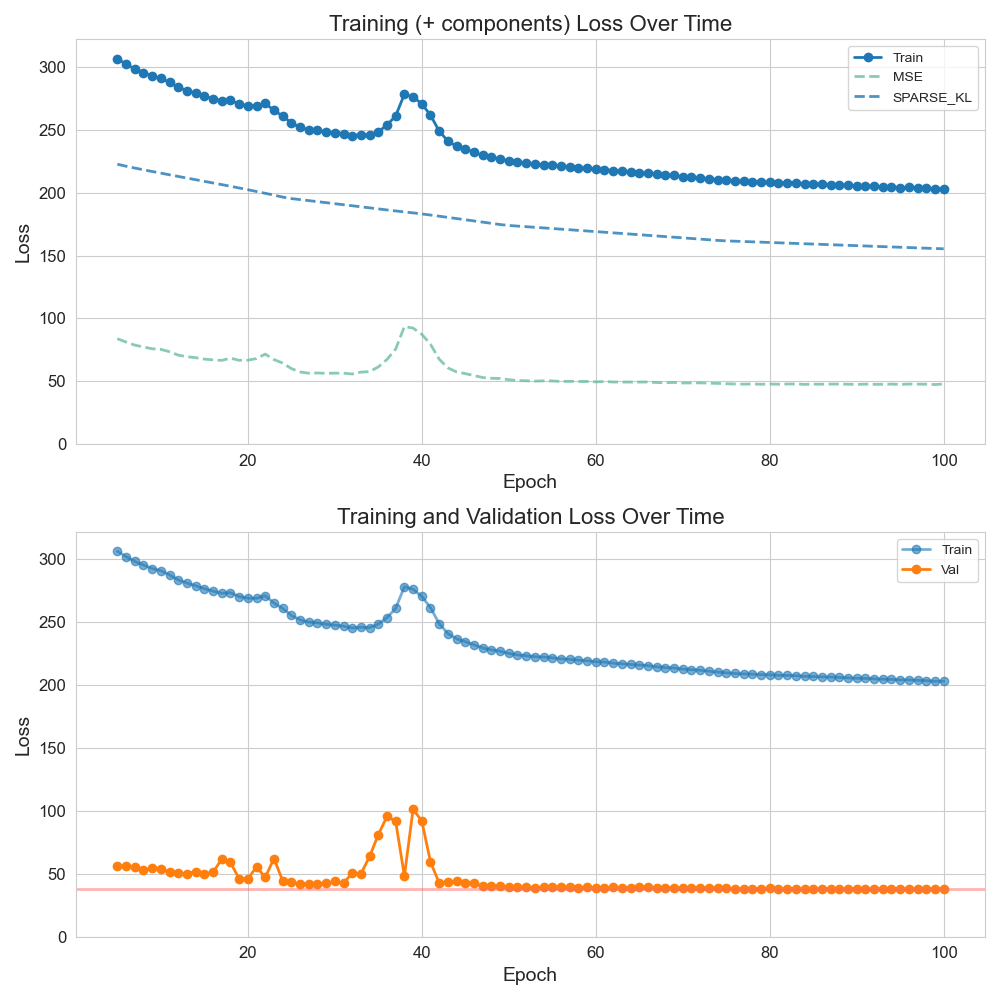 Training (+ components) Loss Over Time
Train
MSE
SPARSE_KL
300
250
200
150
100
50
0
Loss
20 40 60 80 100
Epoch
Training and Validation Loss Over Time
Train
Val
300
250
200
150
100
50
0
Loss
20 40 60 80 100
Epoch